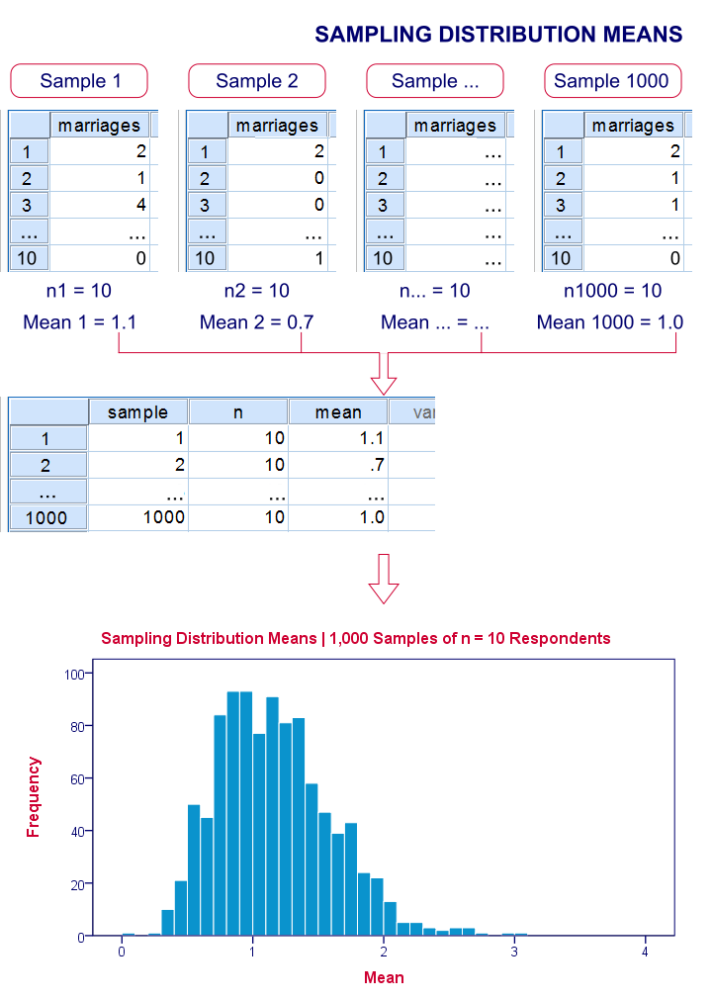 SAMPLING DISTRIBUTION MEANS
Sample 1 Sample 2 Sample ... Sample 1000
marriages marriages marriages marriages
1 2 1 2 1 ... 1 2
2 1 2 0 2 ... 2 1
3 4 3 0 3 ... 3 1
... ... ... ... ... ... ... ...
10 0 10 1 10 ... 10 0
n1 = 10 n2 = 10 n... = 10 n1000 = 10
Mean 1 = 1.1 Mean 2 = 0.7 Mean ... = ... Mean 1000 = 1.0
sample n mean var
1 1 10 1.1
2 2 10 .7
... ... ... ...
1000 1000 10 1.0
Sampling Distribution Means | 1,000 Samples of n = 10 Respondents
100
80
60
40
20
0
Frequency
0 1 2 3 4
Mean